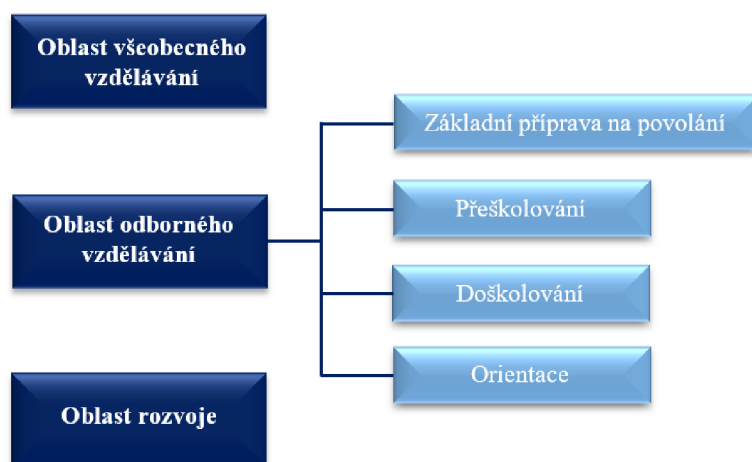 Oblast všeobecného
vzdělávání
Základní příprava na povolání
Přeškolování
Oblast odborného
vzdělávání
Doškolování
Orientace
Oblast rozvoje